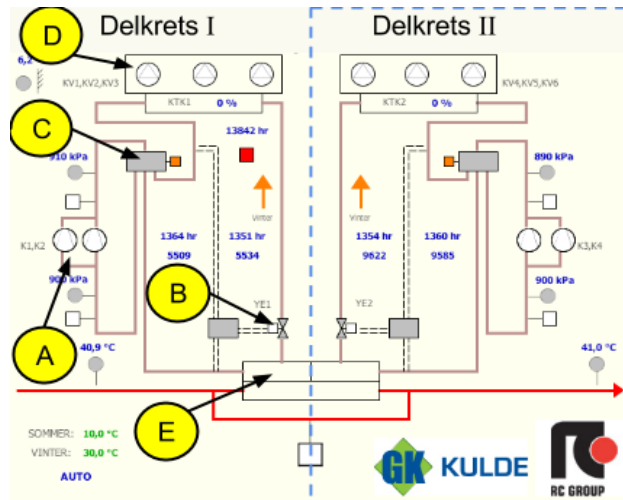 Delkrets I
Delkrets II
D
6,2
KV1,KV2,KV3
KV4,KV5,KV6
KTK1
0 %
KTK2
0 %
C
13842 hr
910 kPa
890 kPa
Vinter
Vinter
K1,K2
1364 hr
1351 hr
1354 hr
1360 hr
K3,K4
5509
5534
9622
9585
B
900 kPa
900 kPa
YE1
YE2
A
40,9 °C
41,0 °C
E
SOMMER: 10,0 °C
VINTER: 30,0 °C
AUTO
GK KULDE
RC GROUP